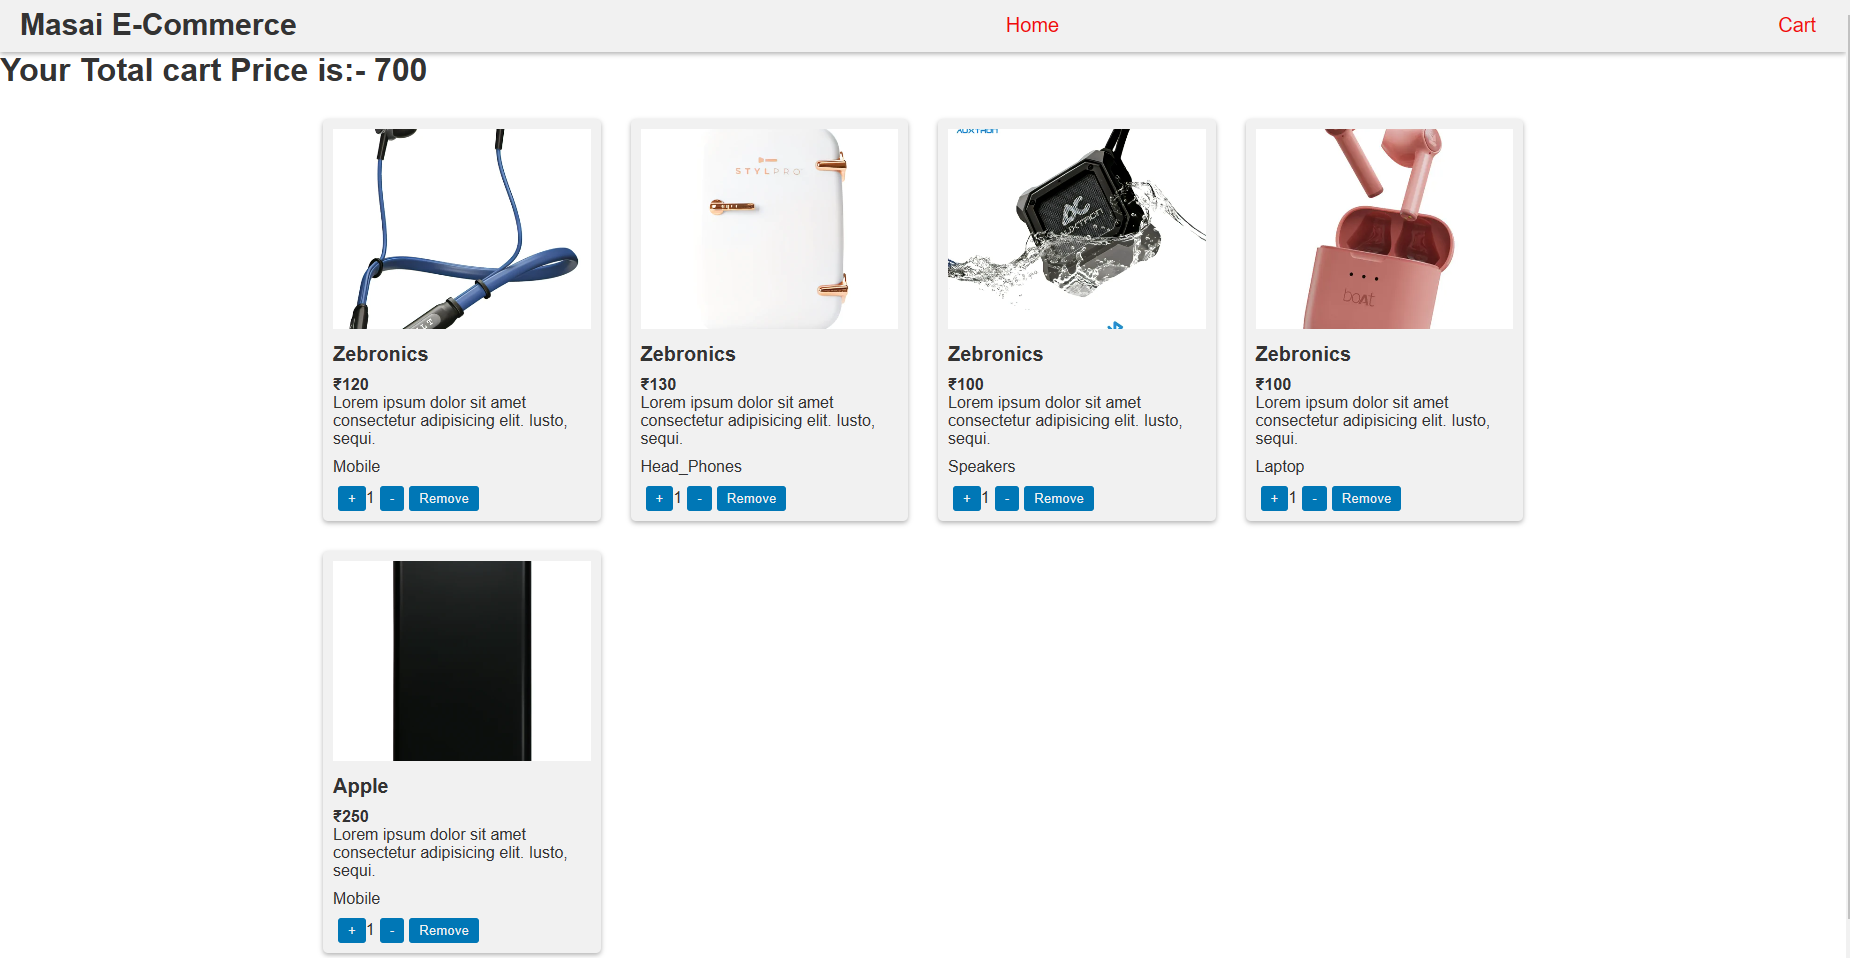 Masai E-Commerce Home Cart
Your Total cart Price is:- 700
STYLPRO
AUXTRON
AUXTRON
boAt
Zebronics
₹120
Lorem ipsum dolor sit amet
consectetur adipisicing elit. Iusto,
sequi.
Mobile
+ 1 - Remove
Zebronics
₹130
Lorem ipsum dolor sit amet
consectetur adipisicing elit. Iusto,
sequi.
Head_Phones
+ 1 - Remove
Zebronics
₹100
Lorem ipsum dolor sit amet
consectetur adipisicing elit. Iusto,
sequi.
Speakers
+ 1 - Remove
Zebronics
₹100
Lorem ipsum dolor sit amet
consectetur adipisicing elit. Iusto,
sequi.
Laptop
+ 1 - Remove
Apple
₹250
Lorem ipsum dolor sit amet
consectetur adipisicing elit. Iusto,
sequi.
Mobile
+ 1 - Remove